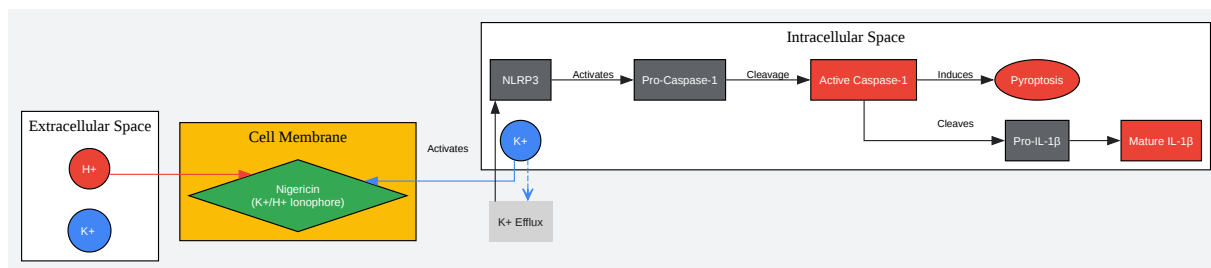 Extracellular Space
H+
K+
Cell Membrane
Nigericin
(K+/H+ Ionophore)
Activates
Intracellular Space
NLRP3
Activates
Pro-Caspase-1
Cleavage
Active Caspase-1
Induces
Pyroptosis
K+
Cleaves
Pro-IL-1β
Mature IL-1β
K+ Efflux